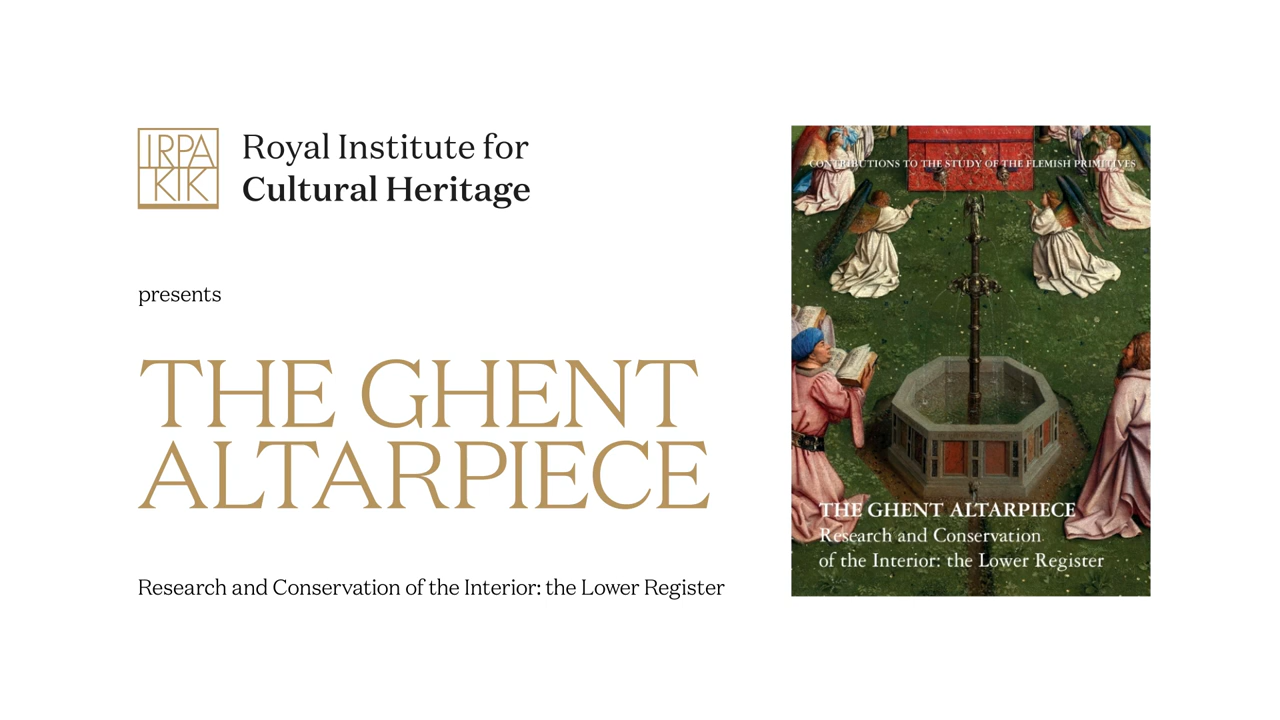 IRPA
KIK
Royal Institute for
Cultural Heritage
presents
THE GHENT
ALTARPIECE
Research and Conservation of the Interior: the Lower Register
CONTRIBUTIONS TO THE STUDY OF THE FLEMISH PRIMITIVES
THE GHENT ALTARPIECE
Research and Conservation
of the Interior: the Lower Register